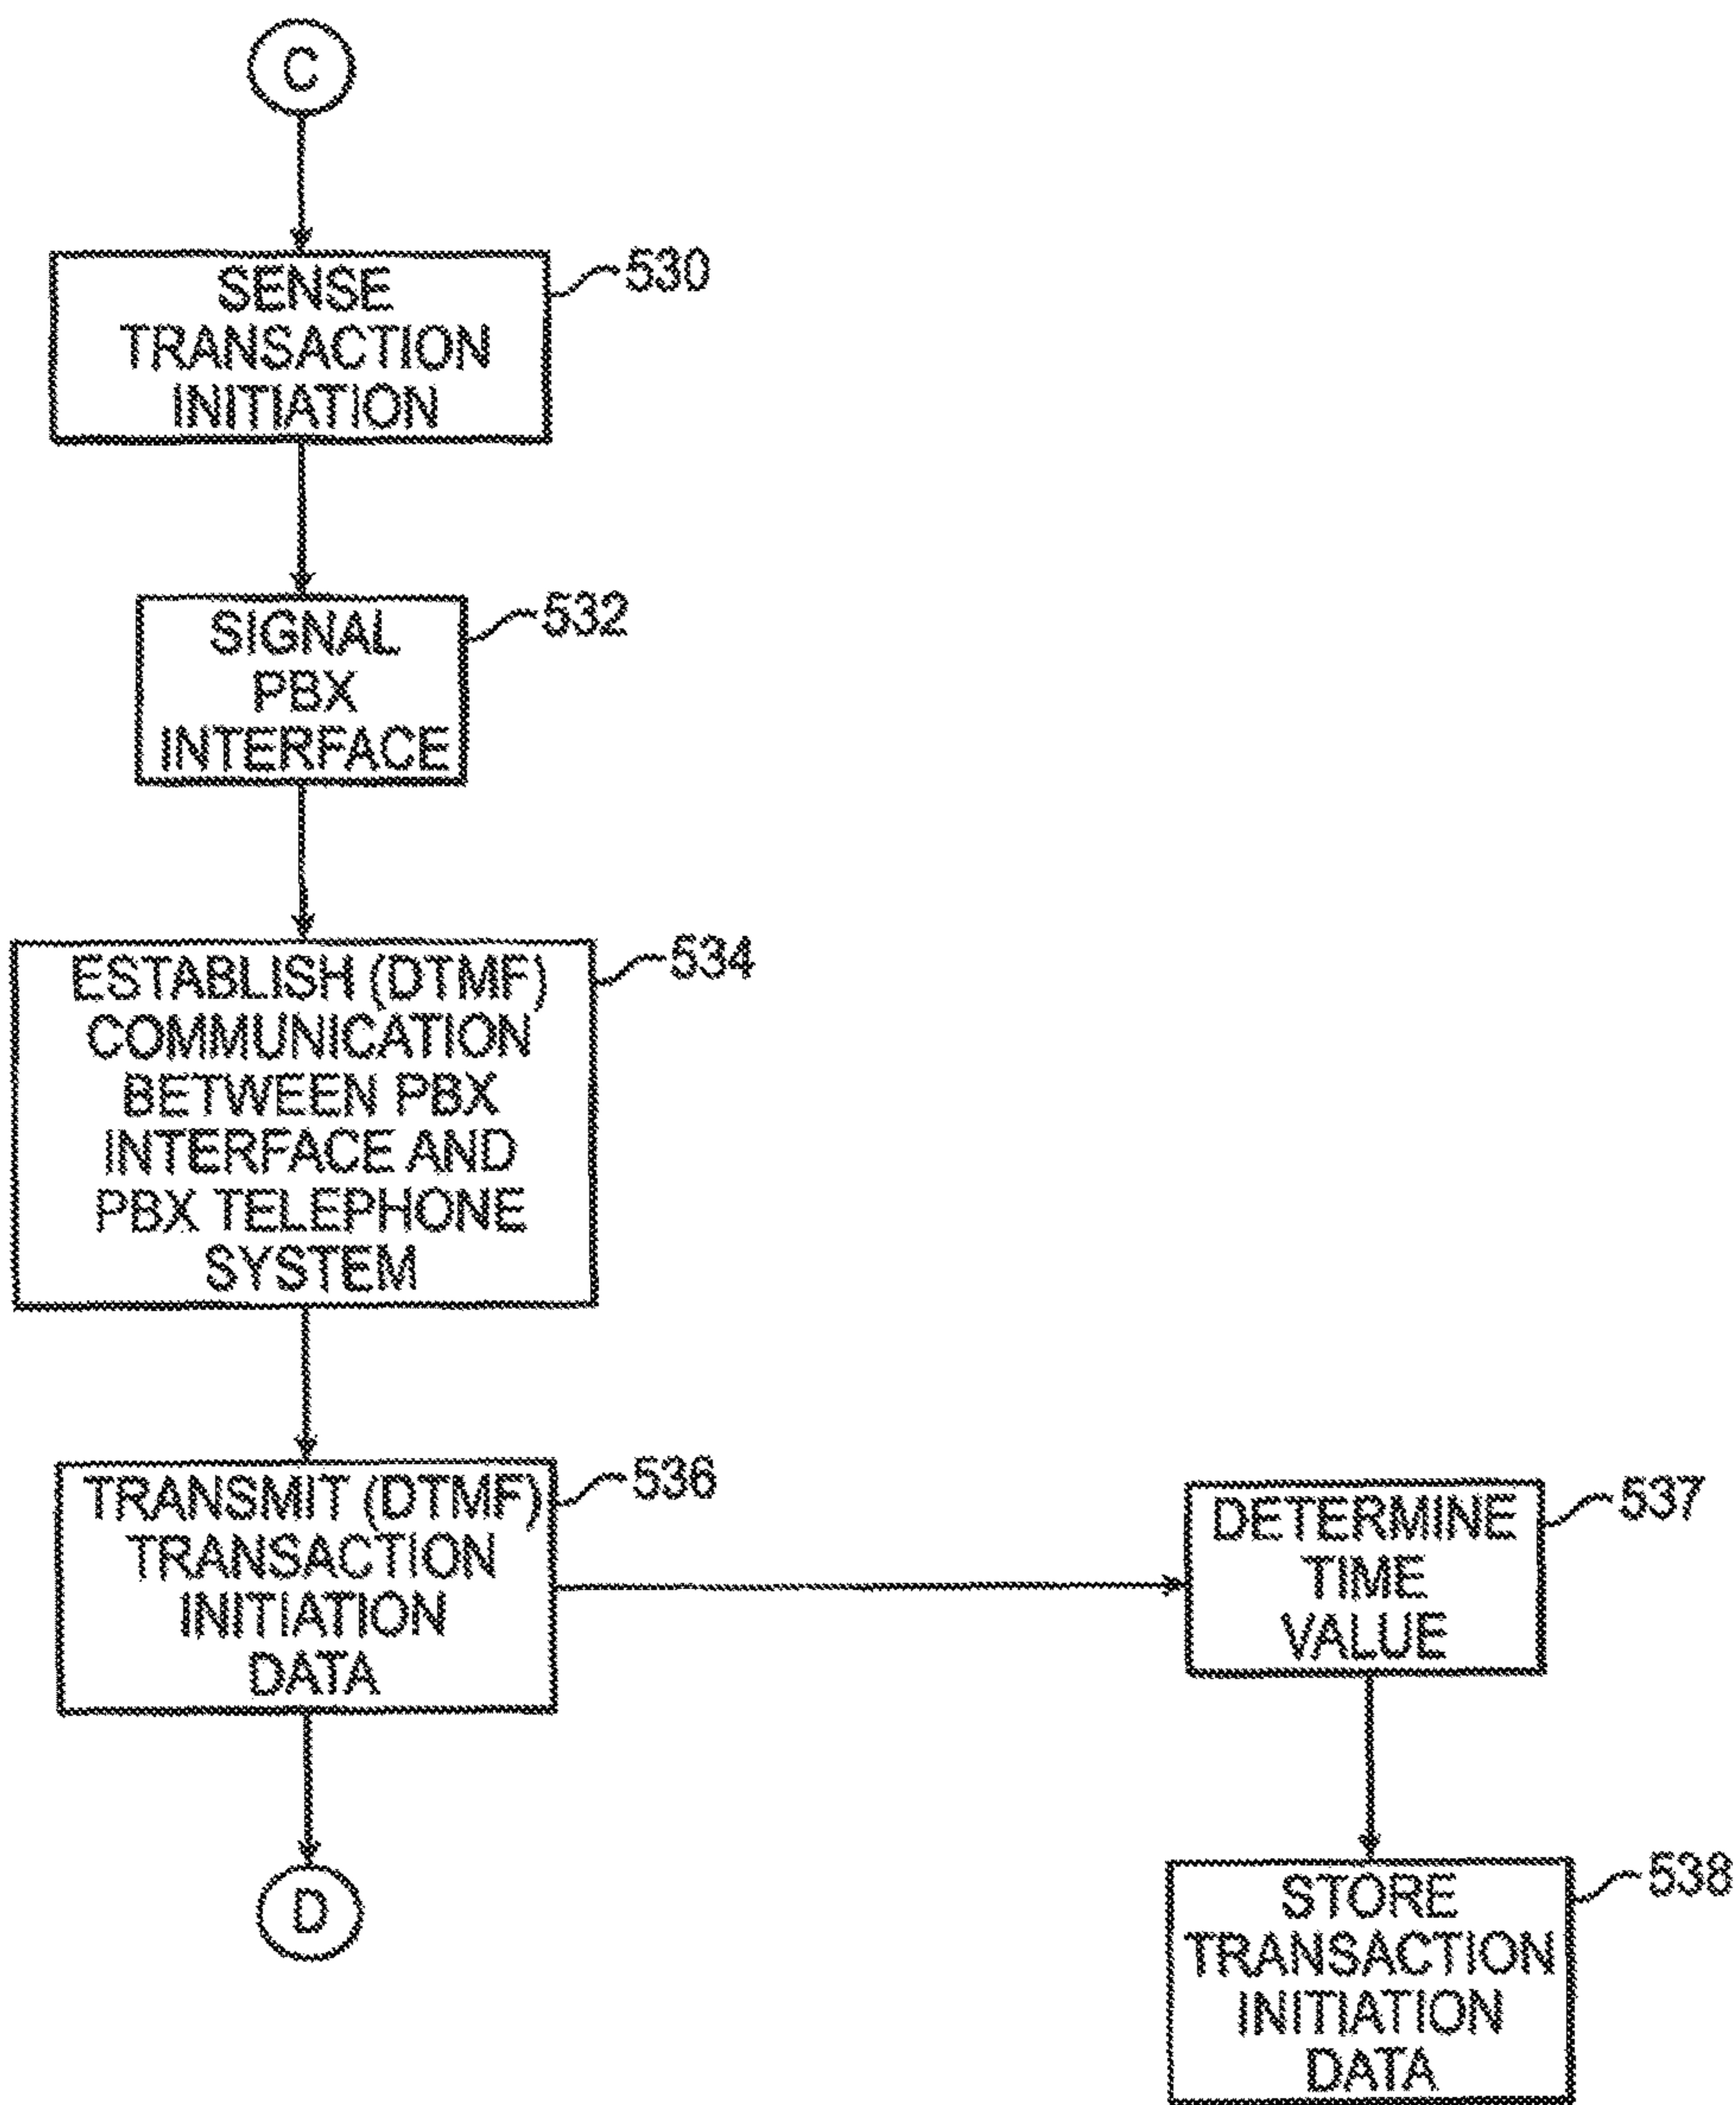 C
SENSE
TRANSACTION
INITIATION
530
SIGNAL
PBX
INTERFACE
532
ESTABLISH (DTMF)
COMMUNICATION
BETWEEN PBX
INTERFACE AND
PBX TELEPHONE
SYSTEM
534
TRANSMIT (DTMF)
TRANSACTION
INITIATION
DATA
536
DETERMINE
TIME
VALUE
537
D
STORE
TRANSACTION
INITIATION
DATA
538